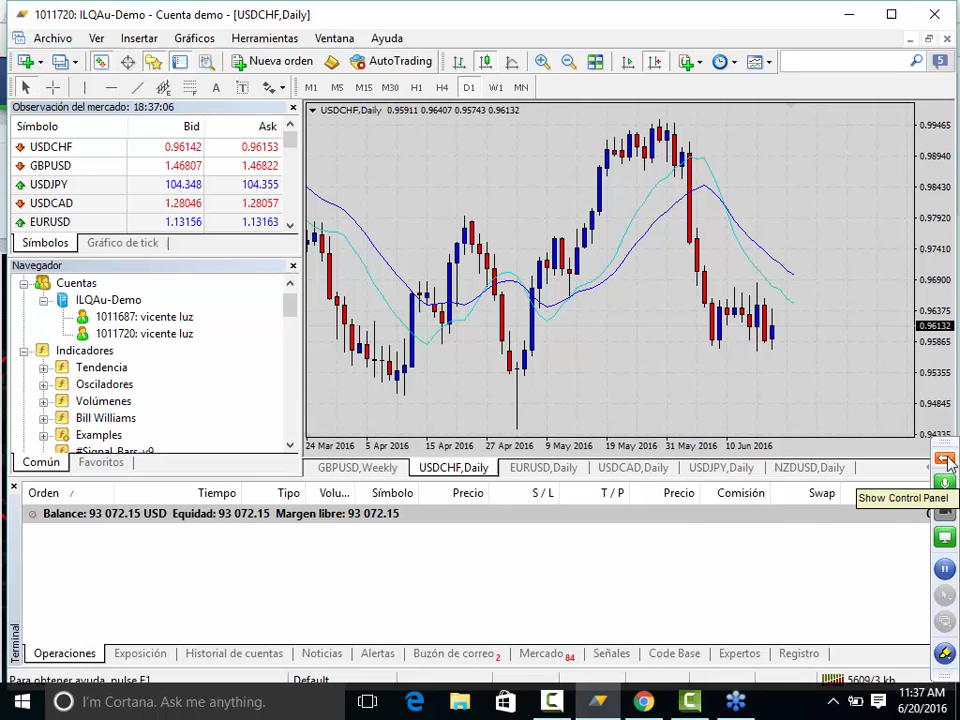 1011720: ILQAu-Demo - Cuenta demo - [USDCHF,Daily]
Archivo Ver Insertar Gráficos Herramientas Ventana Ayuda
Nueva orden AutoTrading 5
A T M1 M5 M15 M30 H1 H4 D1 W1 MN
Observación del mercado: 18:37:06
Símbolo Bid Ask
USDCHF 0.96142 0.96153
GBPUSD 1.46807 1.46822
USDJPY 104.348 104.355
USDCAD 1.28046 1.28057
EURUSD 1.13156 1.13163
Símbolos Gráfico de tick
Navegador
Cuentas
ILQAu-Demo
1011687: vicente luz
1011720: vicente luz
Indicadores
Tendencia
Osciladores
Volúmenes
Bill Williams
Examples
#Signal_Bars_v9
Común Favoritos
USDCHF,Daily 0.95911 0.96407 0.95743 0.96132
0.99465
0.98940
0.98430
0.97920
0.97410
0.96900
0.96375
0.96132
0.95865
0.95355
0.94845
0.94335
24 Mar 2016 5 Apr 2016 15 Apr 2016 27 Apr 2016 9 May 2016 19 May 2016 31 May 2016 10 Jun 2016
GBPUSD,Weekly USDCHF,Daily EURUSD,Daily USDCAD,Daily USDJPY,Daily NZDUSD,Daily
Show Control Panel
Orden / Tiempo Tipo Volu... Símbolo Precio S / L T / P Precio Comisión Swap
Balance: 93 072.15 USD Equidad: 93 072.15 Margen libre: 93 072.15
Terminal
Operaciones Exposición Historial de cuentas Noticias Alertas Buzón de correo 2 Mercado 84 Señales Code Base Expertos Registro
Para obtener ayuda, pulse F1 Default 5609/3 kb
I'm Cortana. Ask me anything.
11:37 AM
6/20/2016